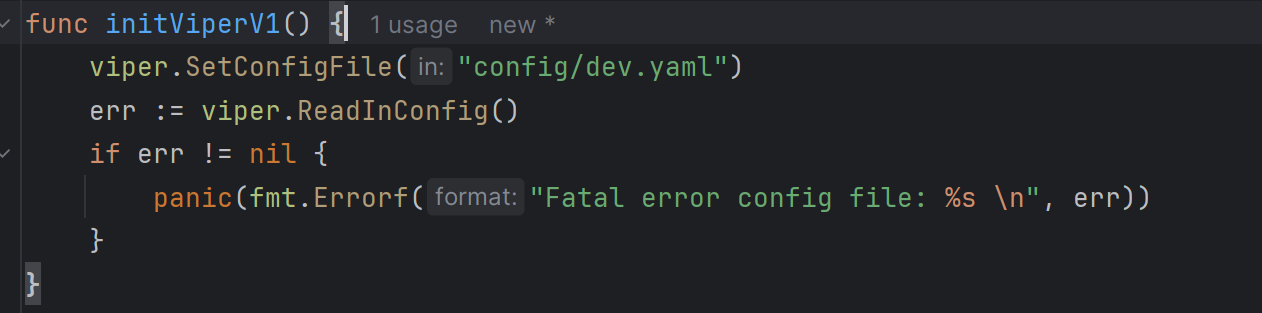 func initViperV1() { 1 usage new *
    viper.SetConfigFile( in: "config/dev.yaml")
    err := viper.ReadInConfig()
    if err != nil {
        panic(fmt.Errorf( format: "Fatal error config file: %s \n", err))
    }
}